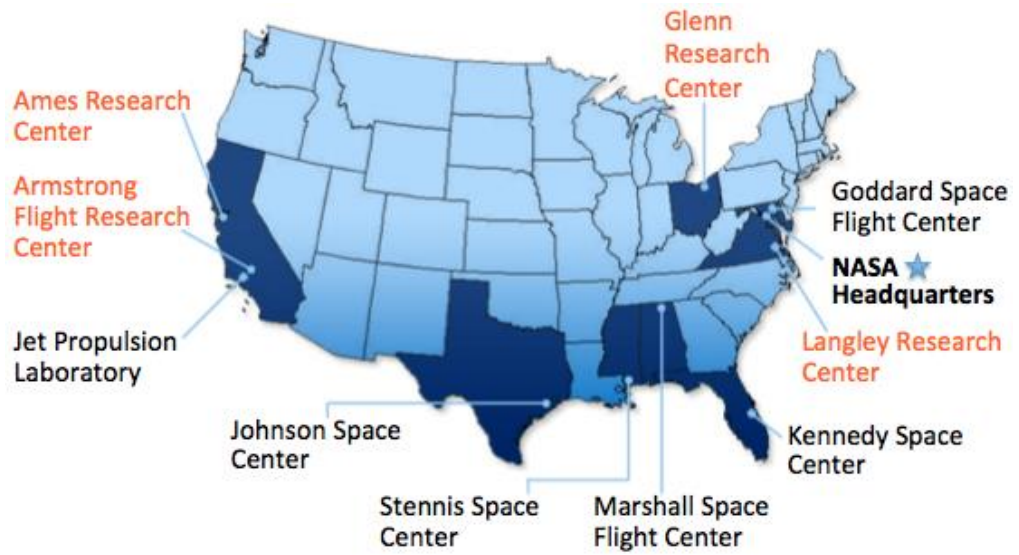 Glenn
Research
Center
Ames Research
Center
Armstrong
Flight Research
Center
Goddard Space
Flight Center
NASA
Headquarters
Jet Propulsion
Laboratory
Langley Research
Center
Johnson Space
Center
Kennedy Space
Center
Stennis Space
Center
Marshall Space
Flight Center